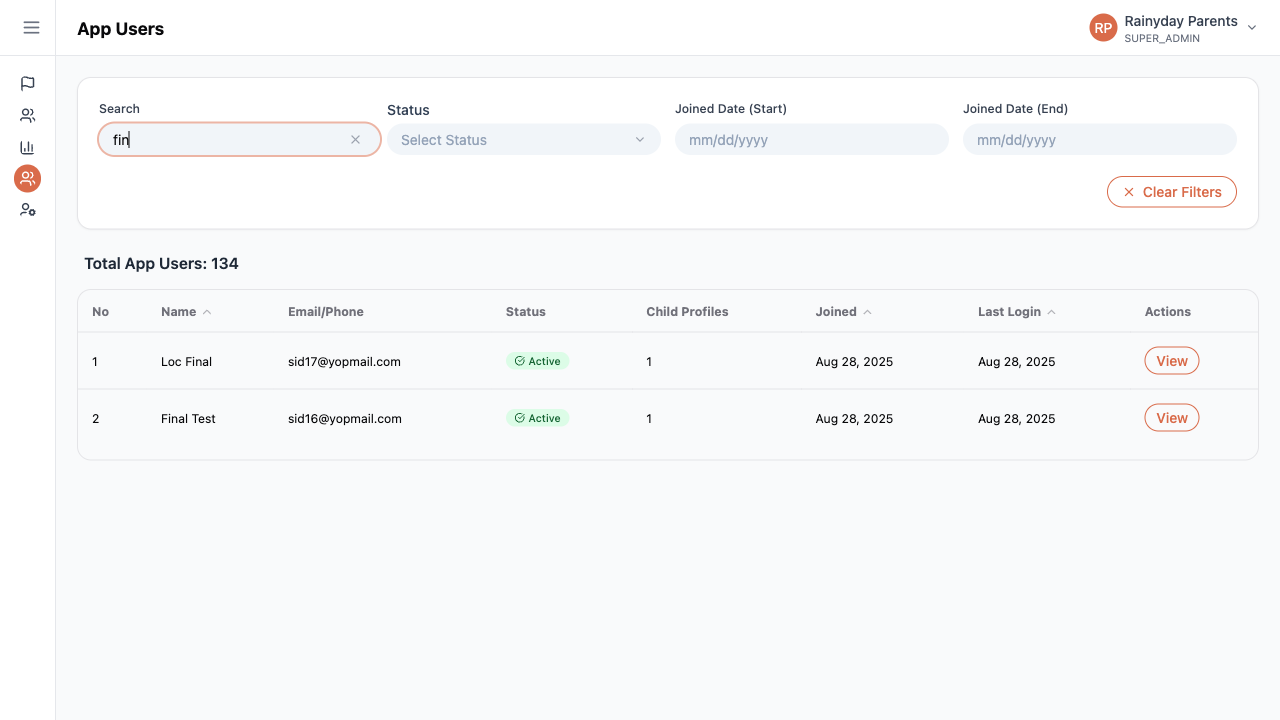 App Users
RP
Rainyday Parents
SUPER_ADMIN
Search
Status
Joined Date (Start)
Joined Date (End)
fin
Select Status
mm/dd/yyyy
mm/dd/yyyy
Clear Filters
Total App Users: 134
No Name Email/Phone Status Child Profiles Joined Last Login Actions
1 Loc Final sid17@yopmail.com Active 1 Aug 28, 2025 Aug 28, 2025 View
2 Final Test sid16@yopmail.com Active 1 Aug 28, 2025 Aug 28, 2025 View